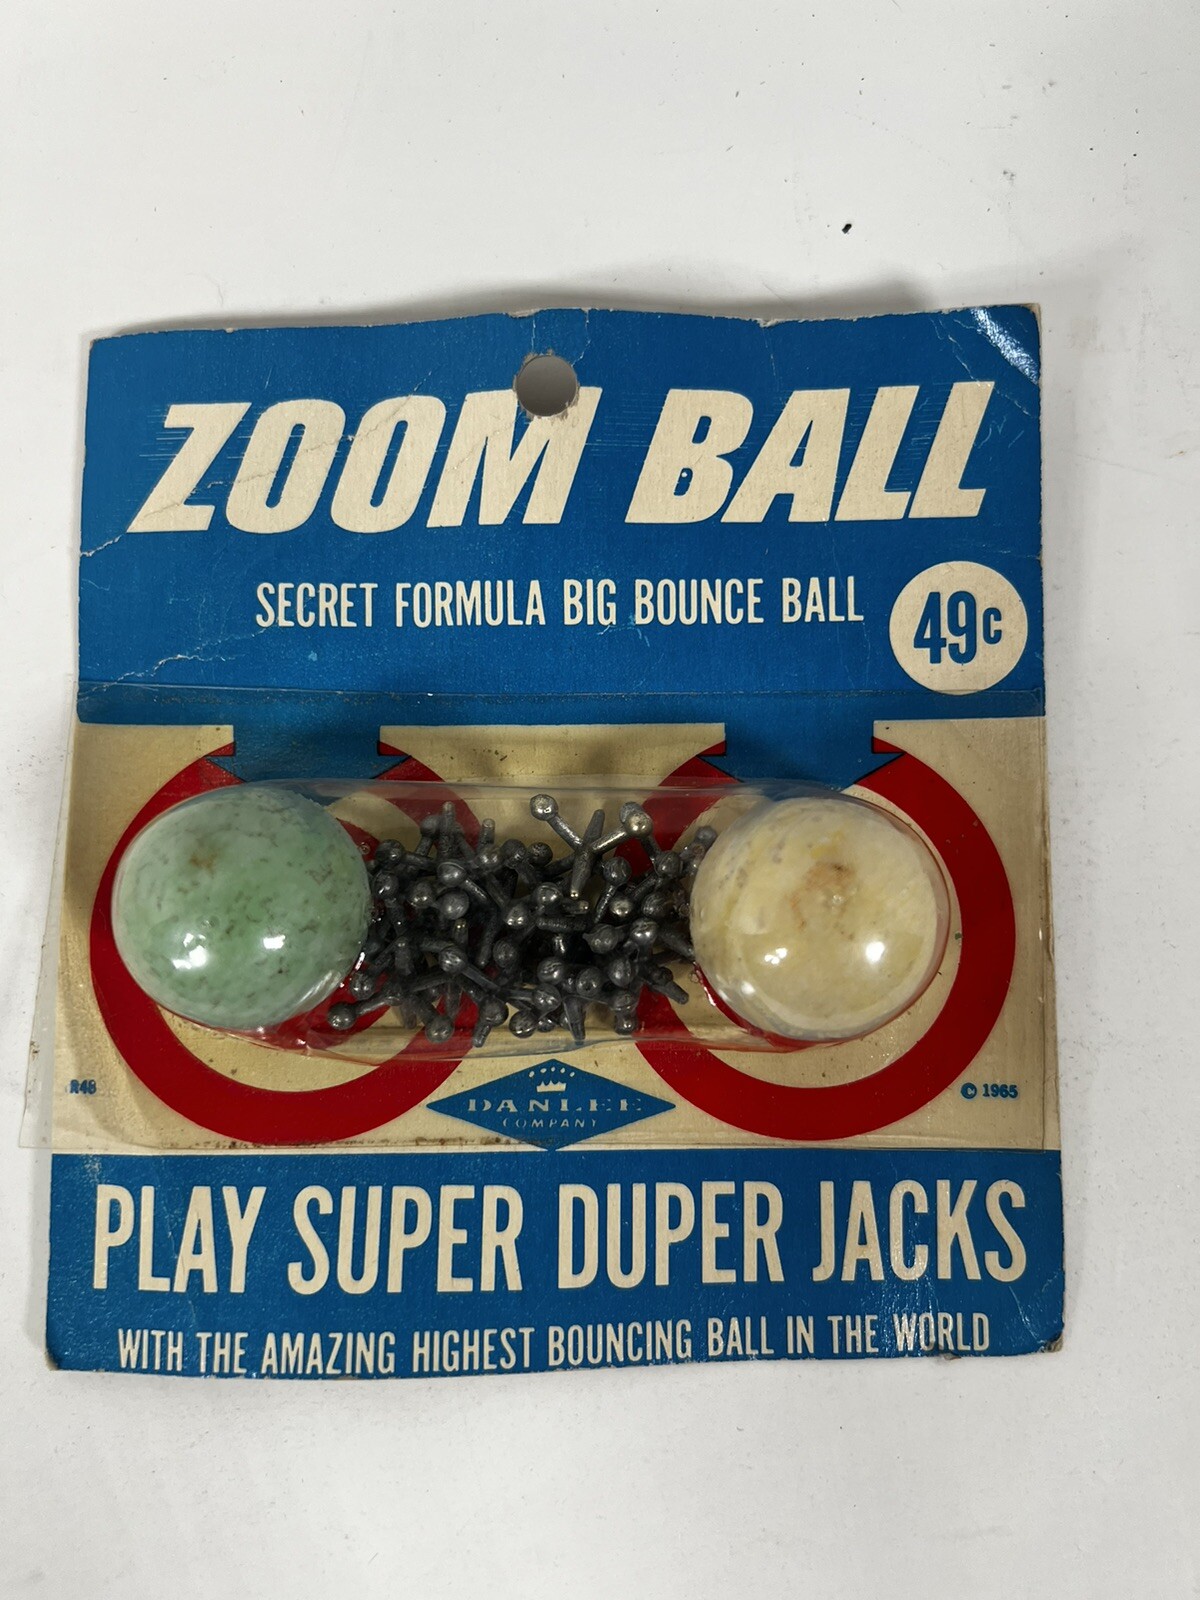 ZOOM BALL
SECRET FORMULA BIG BOUNCE BALL
49c
R48
DANLEE
COMPANY
© 1965
PLAY SUPER DUPER JACKS
WITH THE AMAZING HIGHEST BOUNCING BALL IN THE WORLD